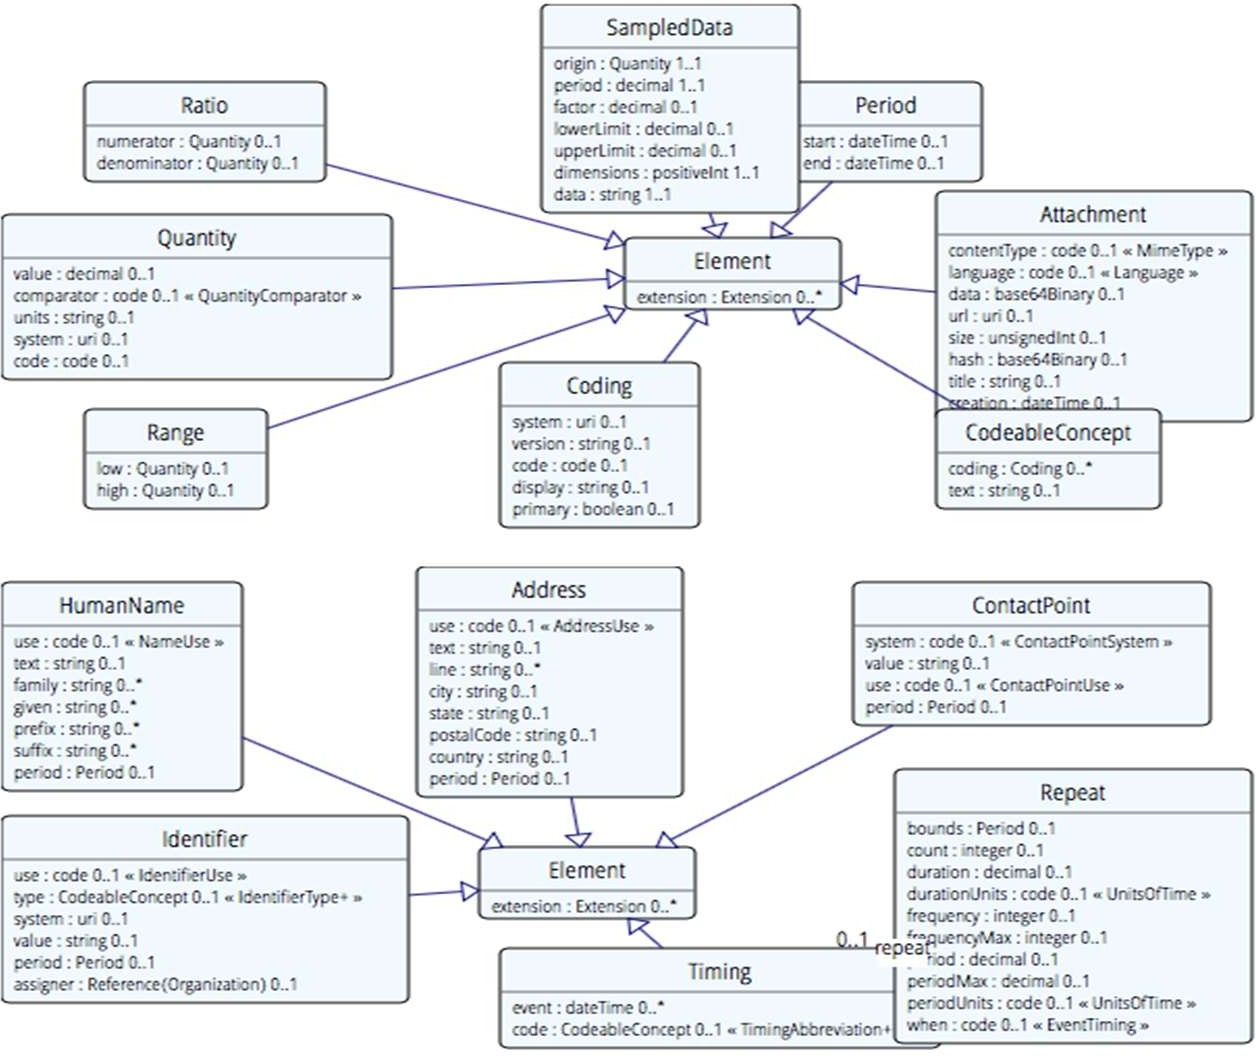 SampledData
origin : Quantity 1..1
period : decimal 1..1
factor : decimal 0..1
lowerLimit : decimal 0..1
upperLimit : decimal 0..1
dimensions : positiveInt 1..1
data : string 1..1
Ratio
numerator : Quantity 0..1
denominator : Quantity 0..1
Period
start : dateTime 0..1
end : dateTime 0..1
Quantity
value : decimal 0..1
comparator : code 0..1 « QuantityComparator »
units : string 0..1
system : uri 0..1
code : code 0..1
Element
extension : Extension 0..*
Attachment
contentType : code 0..1 « MimeType »
language : code 0..1 « Language »
data : base64Binary 0..1
url : uri 0..1
size : unsignedInt 0..1
hash : base64Binary 0..1
title : string 0..1
creation : dateTime 0..1
Range
low : Quantity 0..1
high : Quantity 0..1
Coding
system : uri 0..1
version : string 0..1
code : code 0..1
display : string 0..1
primary : boolean 0..1
CodeableConcept
coding : Coding 0..*
text : string 0..1
HumanName
use : code 0..1 « NameUse »
text : string 0..1
family : string 0..*
given : string 0..*
prefix : string 0..*
suffix : string 0..*
period : Period 0..1
Address
use : code 0..1 « AddressUse »
text : string 0..1
line : string 0..*
city : string 0..1
state : string 0..1
postalCode : string 0..1
country : string 0..1
period : Period 0..1
ContactPoint
system : code 0..1 « ContactPointSystem »
value : string 0..1
use : code 0..1 « ContactPointUse »
period : Period 0..1
Identifier
use : code 0..1 « IdentifierUse »
type : CodeableConcept 0..1 « IdentifierType+ »
system : uri 0..1
value : string 0..1
period : Period 0..1
assigner : Reference(Organization) 0..1
Element
extension : Extension 0..*
Repeat
bounds : Period 0..1
count : integer 0..1
duration : decimal 0..1
durationUnits : code 0..1 « UnitsOfTime »
frequency : integer 0..1
frequencyMax : integer 0..1
: decimal 0..1
periodMax : decimal 0..1
periodUnits : code 0..1 « UnitsOfTime »
when : code 0..1 « EventTiming »
0..1 repeat
Timing
event : dateTime 0..*
code : CodeableConcept 0..1 « TimingAbbreviation+